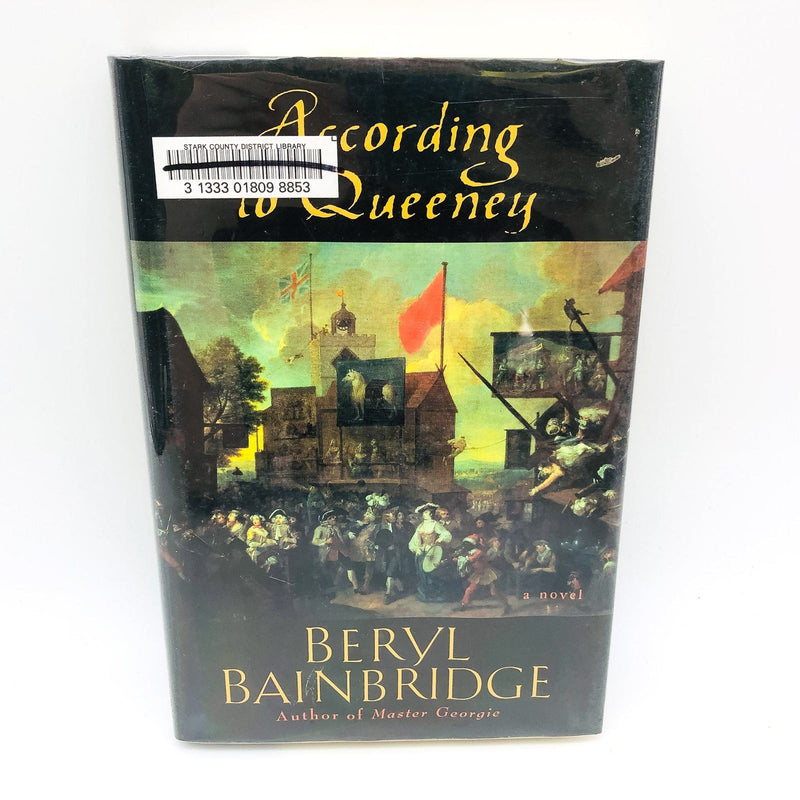 According
STARK COUNTY DISTRICT LIBRARY
3 1333 01809 8853
to Queeney
a novel
BERYL
BAINBRIDGE
Author of Master Georgie